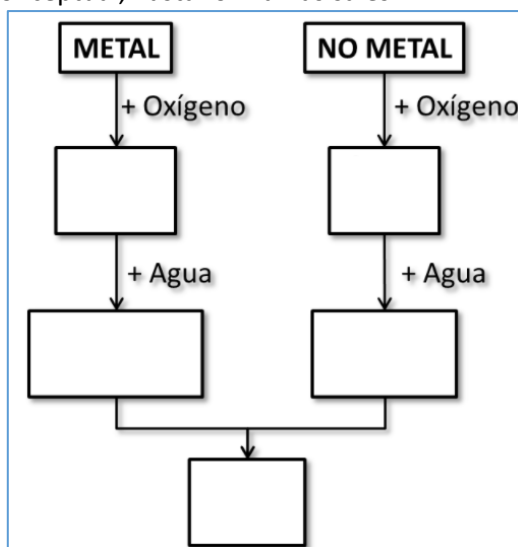 METAL NO METAL
+ Oxígeno + Oxígeno
+ Agua + Agua